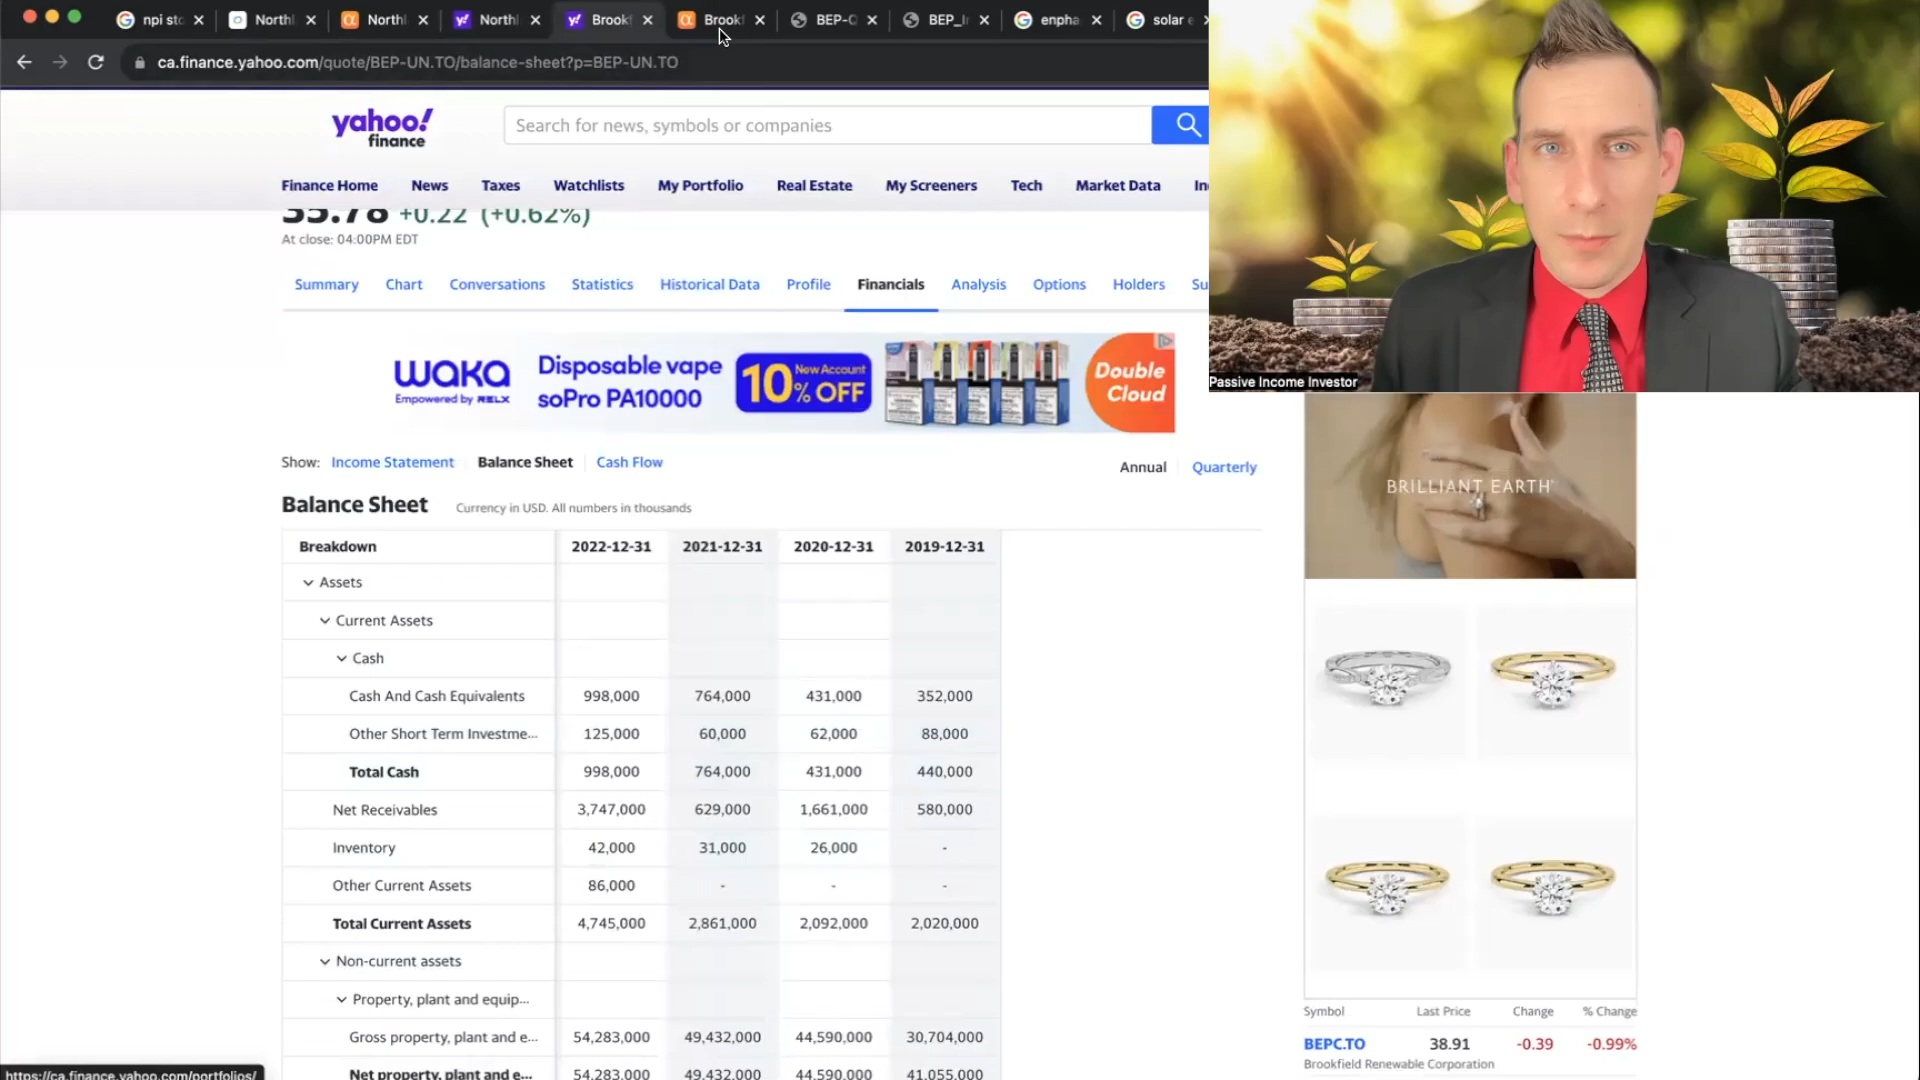 npi sto
North
North
North
Brook
Brook
BEP-
BEP_I
enpha
solar e
ca.finance.yahoo.com/quote/BEP-UN.TO/balance-sheet?p=BEP-UN.TO
yahoo!
finance
Search for news, symbols or companies
Finance Home News Taxes Watchlists My Portfolio Real Estate My Screeners Tech Market Data In
35.78 +0.22 (+0.62%)
At close: 04:00PM EDT
Summary Chart Conversations Statistics Historical Data Profile Financials Analysis Options Holders Su
WAKA
Empowered by RELX
Disposable vape
soPro PA10000
10% OFF
New Account
Double
Cloud
Passive Income Investor
BRILLIANT EARTH
Show: Income Statement Balance Sheet Cash Flow
Annual Quarterly
Balance Sheet Currency in USD. All numbers in thousands
Breakdown 2022-12-31 2021-12-31 2020-12-31 2019-12-31
Assets
Current Assets
Cash
Cash And Cash Equivalents 998,000 764,000 431,000 352,000
Other Short Term Investme... 125,000 60,000 62,000 88,000
Total Cash 998,000 764,000 431,000 440,000
Net Receivables 3,747,000 629,000 1,661,000 580,000
Inventory 42,000 31,000 26,000 -
Other Current Assets 86,000 - - -
Total Current Assets 4,745,000 2,861,000 2,092,000 2,020,000
Non-current assets
Property, plant and equip...
Gross property, plant and e... 54,283,000 49,432,000 44,590,000 30,704,000
Net property, plant and e... 54,283,000 49,432,000 44,590,000 41,055,000
Symbol Last Price Change % Change
BEPC.TO 38.91 -0.39 -0.99%
Brookfield Renewable Corporation
https://ca.finance.yahoo.com/portfolios/